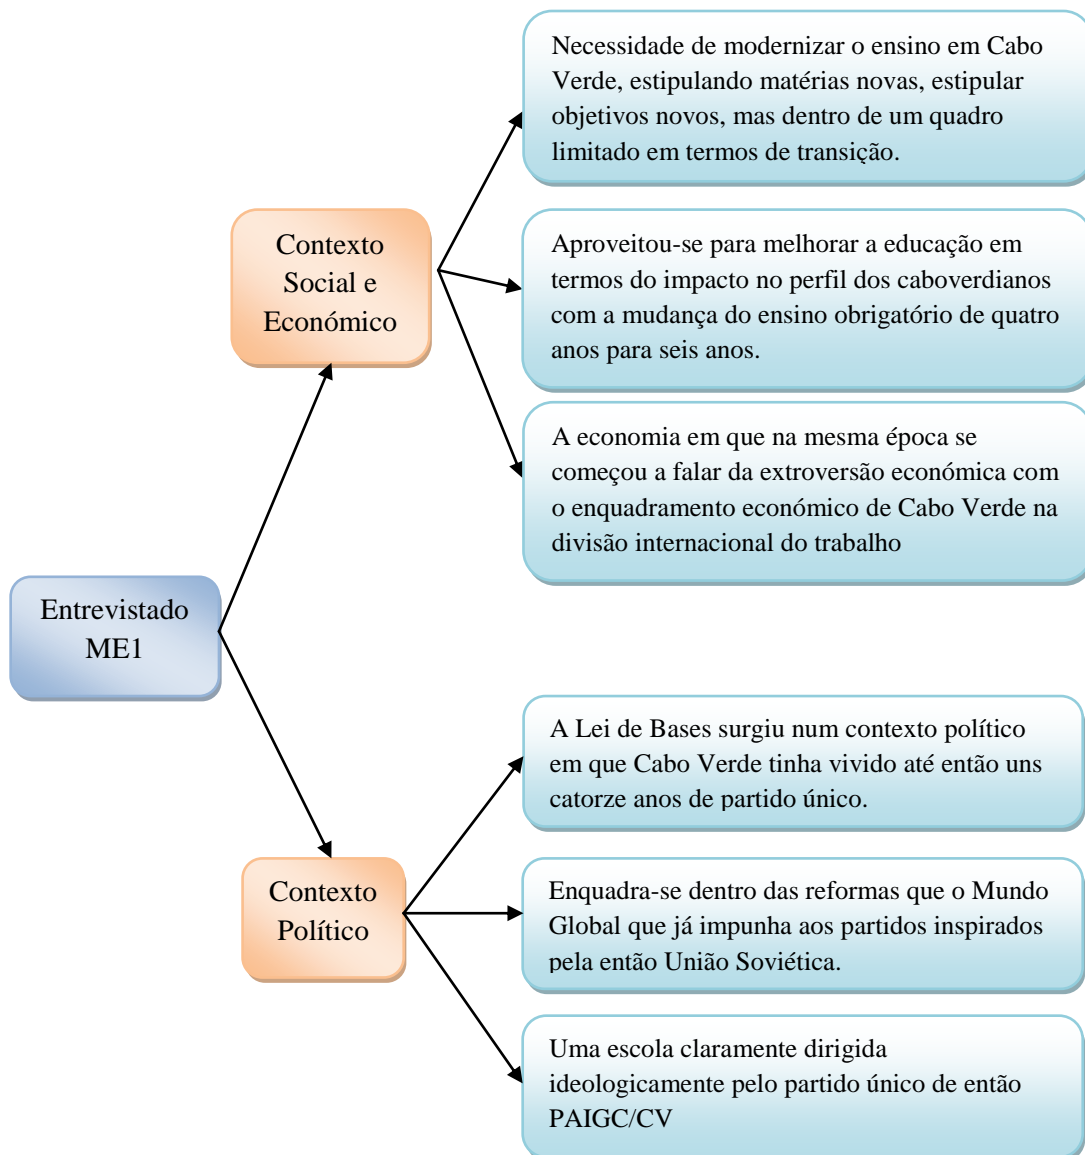 Necessidade de modernizar o ensino em Cabo
Verde, estipulando matérias novas, estipular
objetivos novos, mas dentro de um quadro
limitado em termos de transição.
Contexto
Social e
Económico
Aproveitou-se para melhorar a educação em
termos do impacto no perfil dos caboverdianos
com a mudança do ensino obrigatório de quatro
anos para seis anos.
A economia em que na mesma época se
começou a falar da extroversão económica com
o enquadramento económico de Cabo Verde na
divisão internacional do trabalho
Entrevistado
ME1
A Lei de Bases surgiu num contexto político
em que Cabo Verde tinha vivido até então uns
catorze anos de partido único.
Contexto
Político
Enquadra-se dentro das reformas que o Mundo
Global que já impunha aos partidos inspirados
pela então União Soviética.
Uma escola claramente dirigida
ideologicamente pelo partido único de então
PAIGC/CV